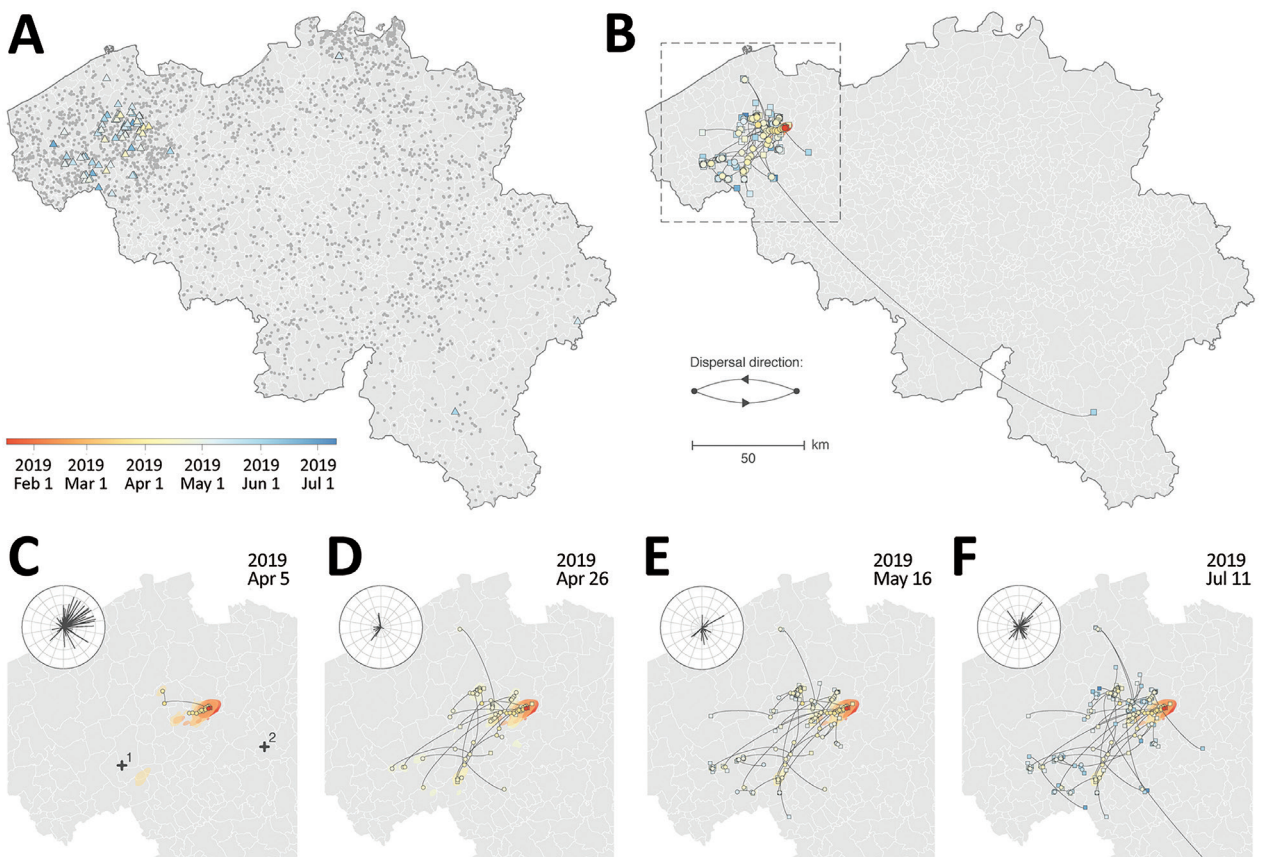 A
B
Dispersal direction:
km
50
2019 2019 2019 2019 2019 2019
Feb 1 Mar 1 Apr 1 May 1 Jun 1 Jul 1
C
2019
Apr 5
1
2
D
2019
Apr 26
E
2019
May 16
F
2019
Jul 11